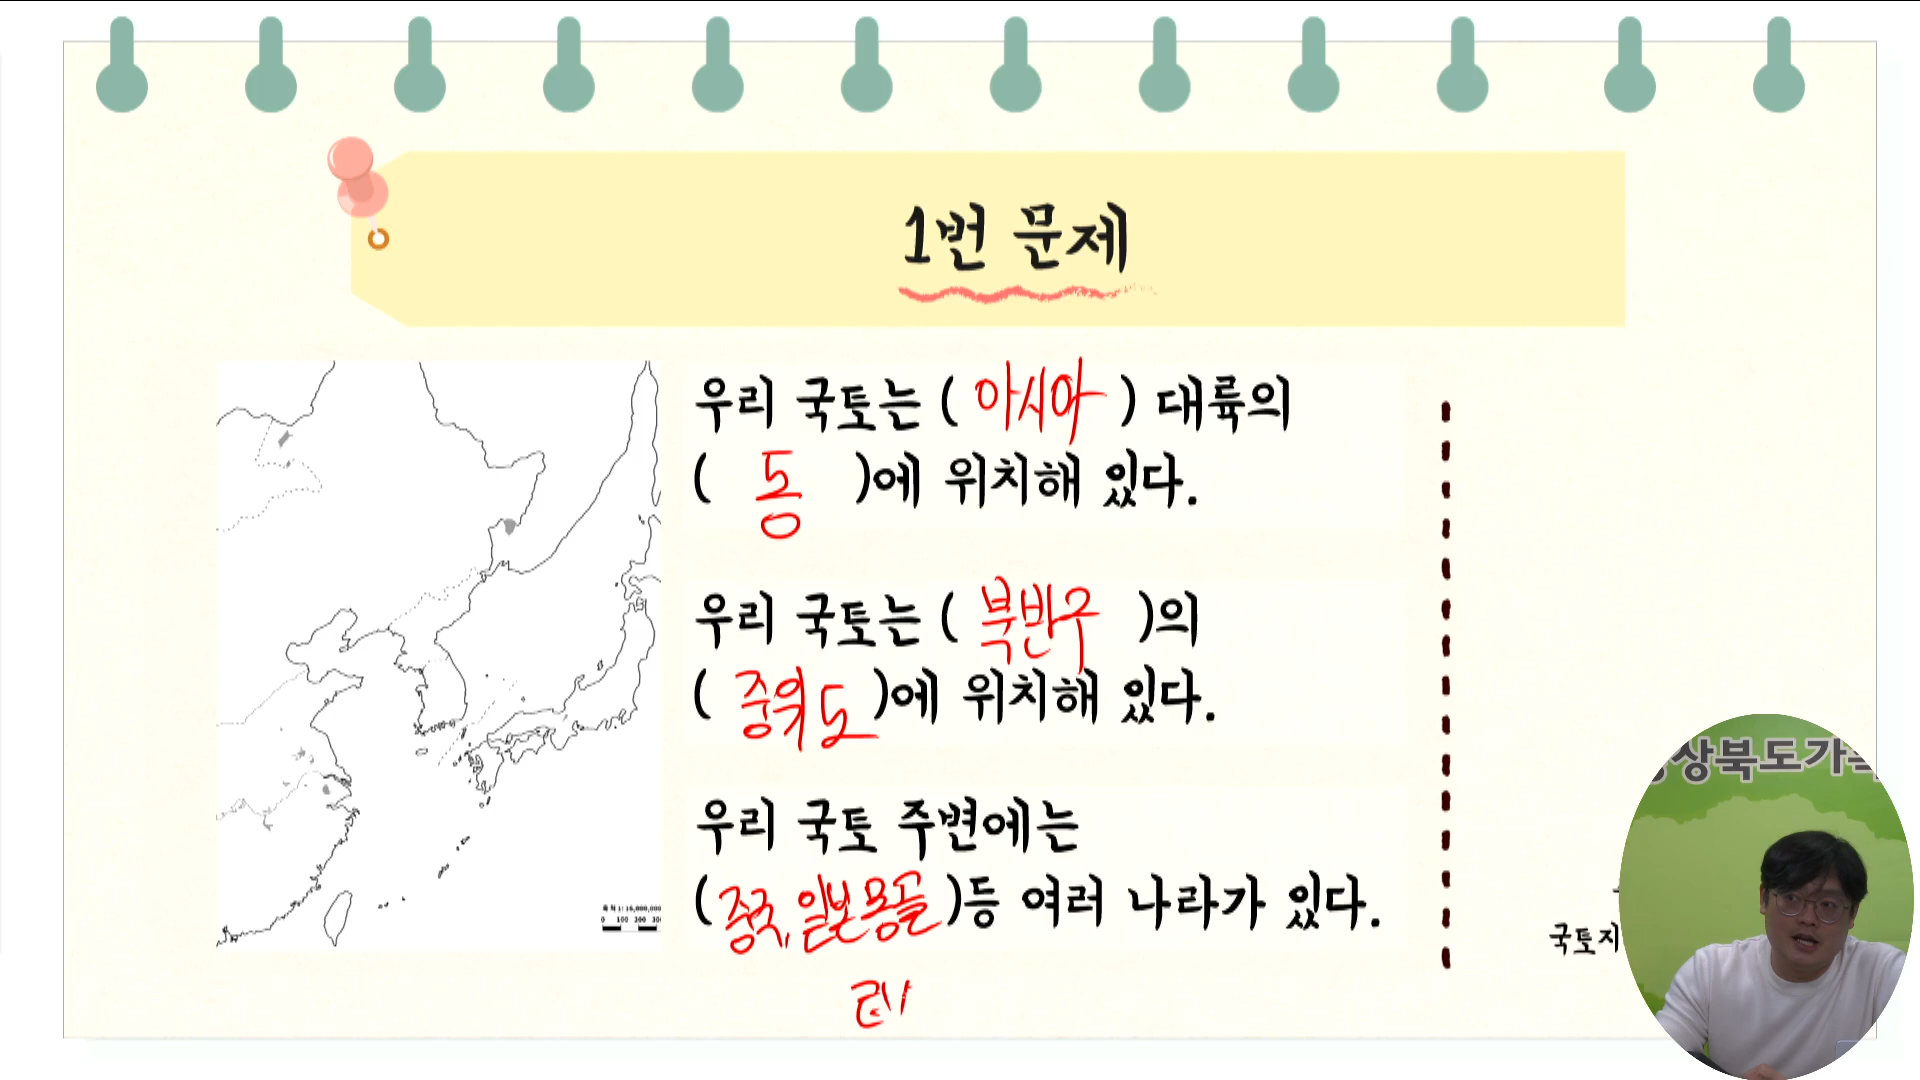 1번 문제
우리 국토는 ( 아시아 ) 대륙의
( 동 )에 위치해 있다.
우리 국토는 ( 북반구 )의
( 중위도 )에 위치해 있다.
우리 국토 주변에는
(중국, 일본 몽골)등 여러 나라가 있다.
0 100 200
국토지
상북도가